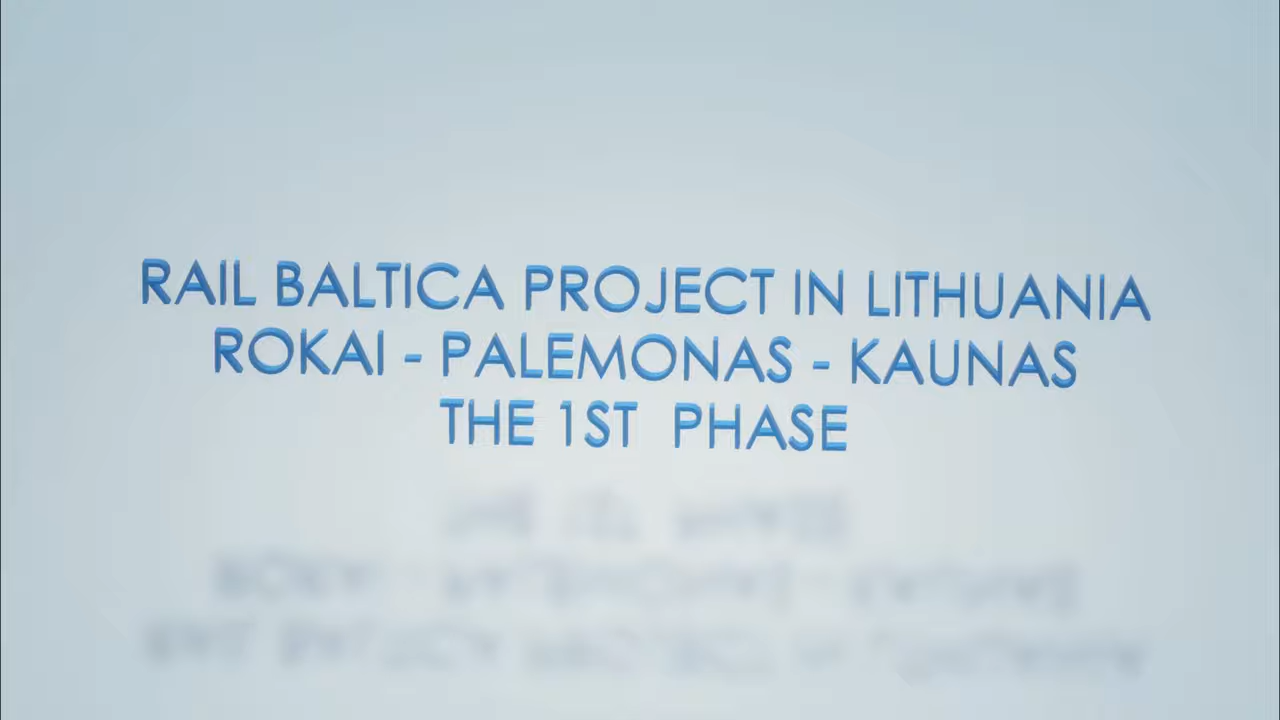 RAIL BALTICA PROJECT IN LITHUANIA
ROKAI - PALEMONAS - KAUNAS
THE 1ST PHASE